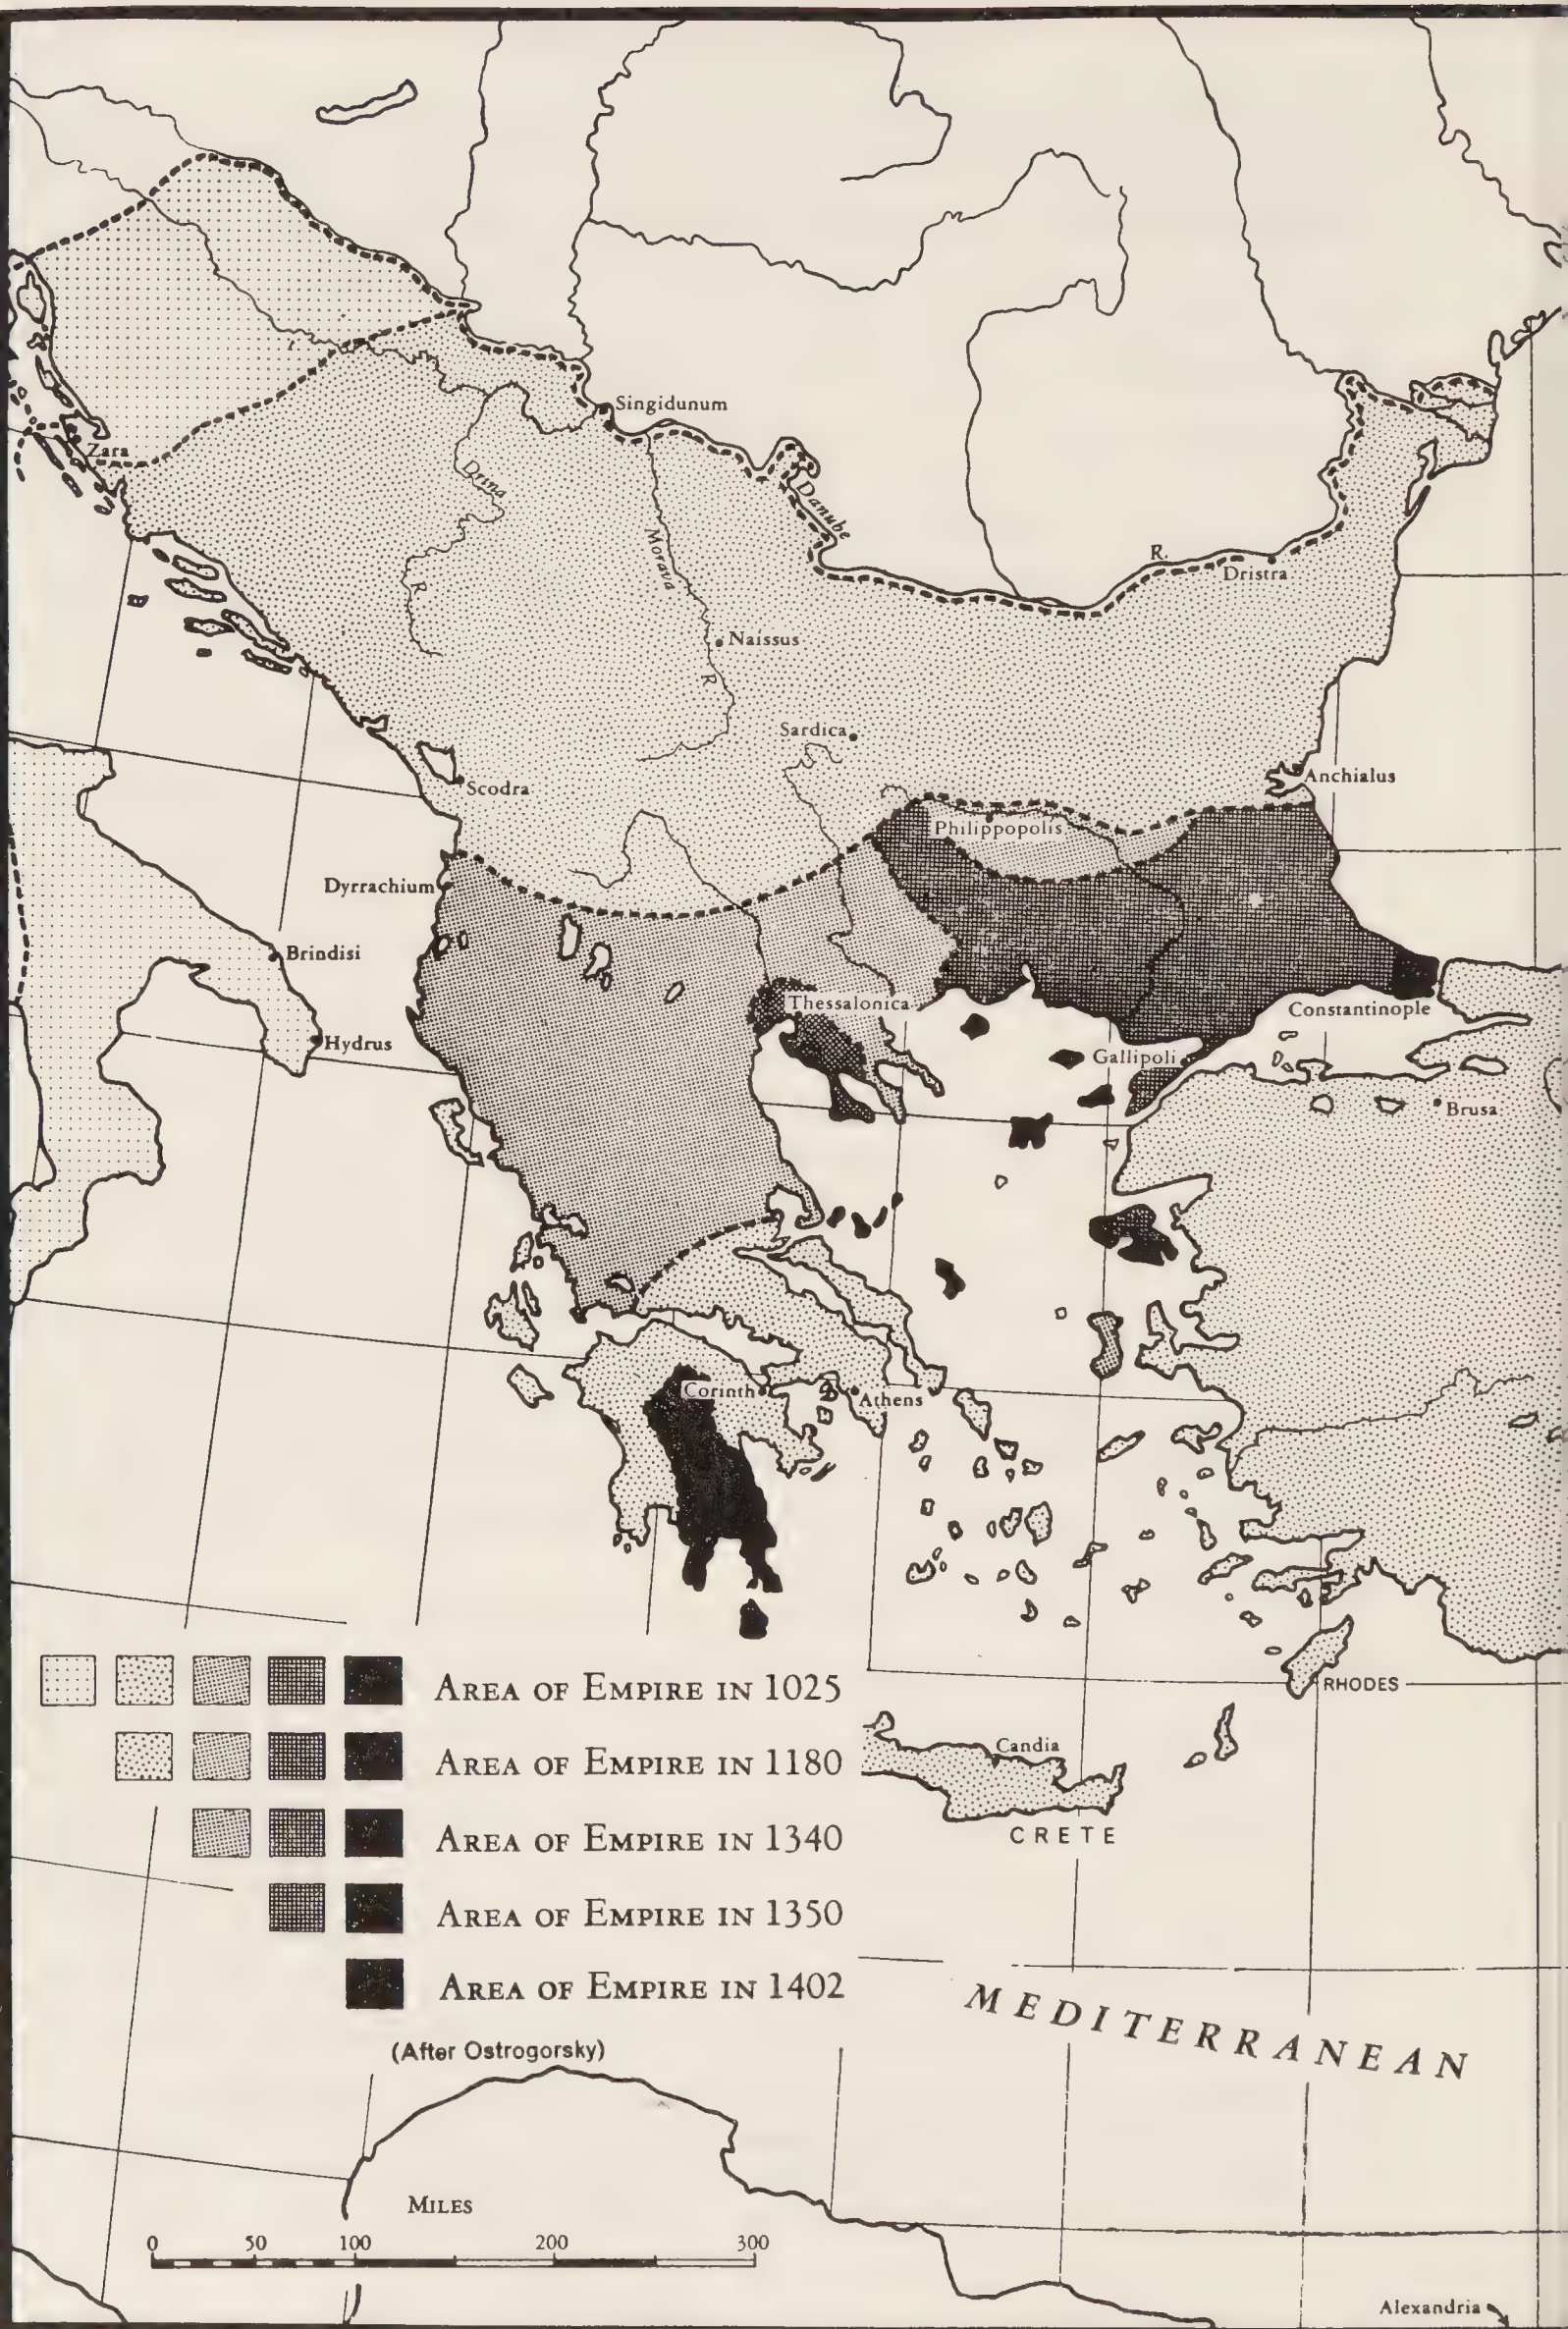 Singidunum
Zara
Drina
R
Morava
R
Danube
R.
Dristra
Naissus
Sardica
Scodra
Anchialus
Philippopolis
Dyrrachium
Brindisi
Hydrus
Thessalonica
Constantinople
Gallipoli
Brusa
Corinth
Athens
RHODES
Candia
CRETE
AREA OF EMPIRE IN 1025
AREA OF EMPIRE IN 1180
AREA OF EMPIRE IN 1340
AREA OF EMPIRE IN 1350
AREA OF EMPIRE IN 1402
(After Ostrogorsky)
MEDITERRANEAN
MILES
0 50 100 200 300
Alexandria